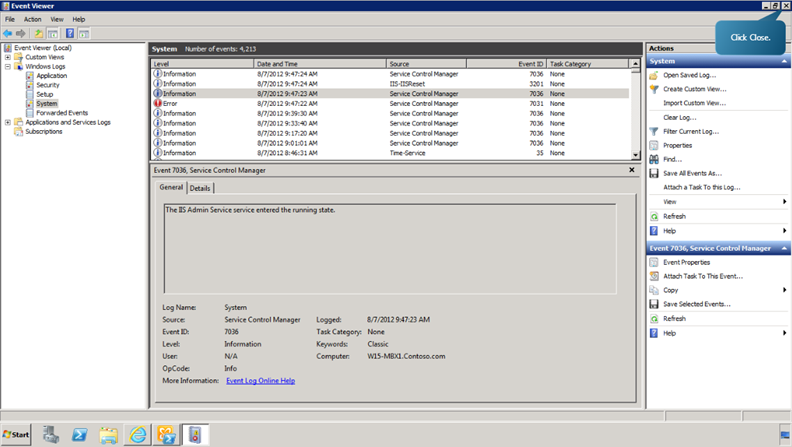 Event Viewer
File Action View Help
Click Close.
Event Viewer (Local)
Custom Views
Windows Logs
Application
Security
Setup
System
Forwarded Events
Applications and Services Logs
Subscriptions
System Number of events: 4,213
Level Date and Time Source Event ID Task Category
Information 8/7/2012 9:47:24 AM Service Control Manager 7036 None
Information 8/7/2012 9:47:24 AM IIS-IISReset 3201 None
Information 8/7/2012 9:47:23 AM Service Control Manager 7036 None
Error 8/7/2012 9:47:22 AM Service Control Manager 7031 None
Information 8/7/2012 9:39:30 AM Service Control Manager 7036 None
Information 8/7/2012 9:33:40 AM Service Control Manager 7036 None
Information 8/7/2012 9:17:20 AM Service Control Manager 7036 None
Information 8/7/2012 9:01:01 AM Service Control Manager 7036 None
Information 8/7/2012 8:46:31 AM Time-Service 35 None
Event 7036, Service Control Manager
General Details
The IIS Admin Service service entered the running state.
Log Name: System
Source: Service Control Manager Logged: 8/7/2012 9:47:23 AM
Event ID: 7036 Task Category: None
Level: Information Keywords: Classic
User: N/A Computer: W15-MBX1.Contoso.com
OpCode: Info
More Information: Event Log Online Help
Actions
System
Open Saved Log...
Create Custom View...
Import Custom View...
Clear Log...
Filter Current Log...
Properties
Find...
Save All Events As...
Attach a Task To this Log...
View
Refresh
Help
Event 7036, Service Control Manager
Event Properties
Attach Task To This Event...
Copy
Save Selected Events...
Refresh
Help
Start